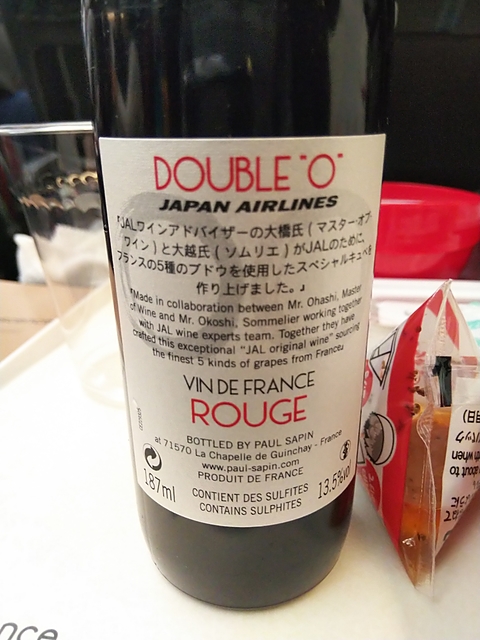 DOUBLE "O"
JAPAN AIRLINES
『JALワインアドバイザーの大橋氏(マスター・オブ・
ワイン)と大越氏(ソムリエ)がJALのために、
フランスの5種のブドウを使用したスペシャルキュベを
作り上げました。』
"Made in collaboration between Mr. Ohashi, Master
of Wine and Mr. Okoshi, Sommelier working together
with JAL wine experts team. Together they have
crafted this exceptional "JAL original wine" sourcing
the finest 5 kinds of grapes from France.
VIN DE FRANCE
ROUGE
BOTTLED BY PAUL SAPIN
at 71570 La Chapelle de Guinchay - France
www.paul-sapin.com
PRODUIT DE FRANCE
187ml
CONTIENT DES SULFITES
CONTAINS SULPHITES
13.5%vol
about to
when
nce